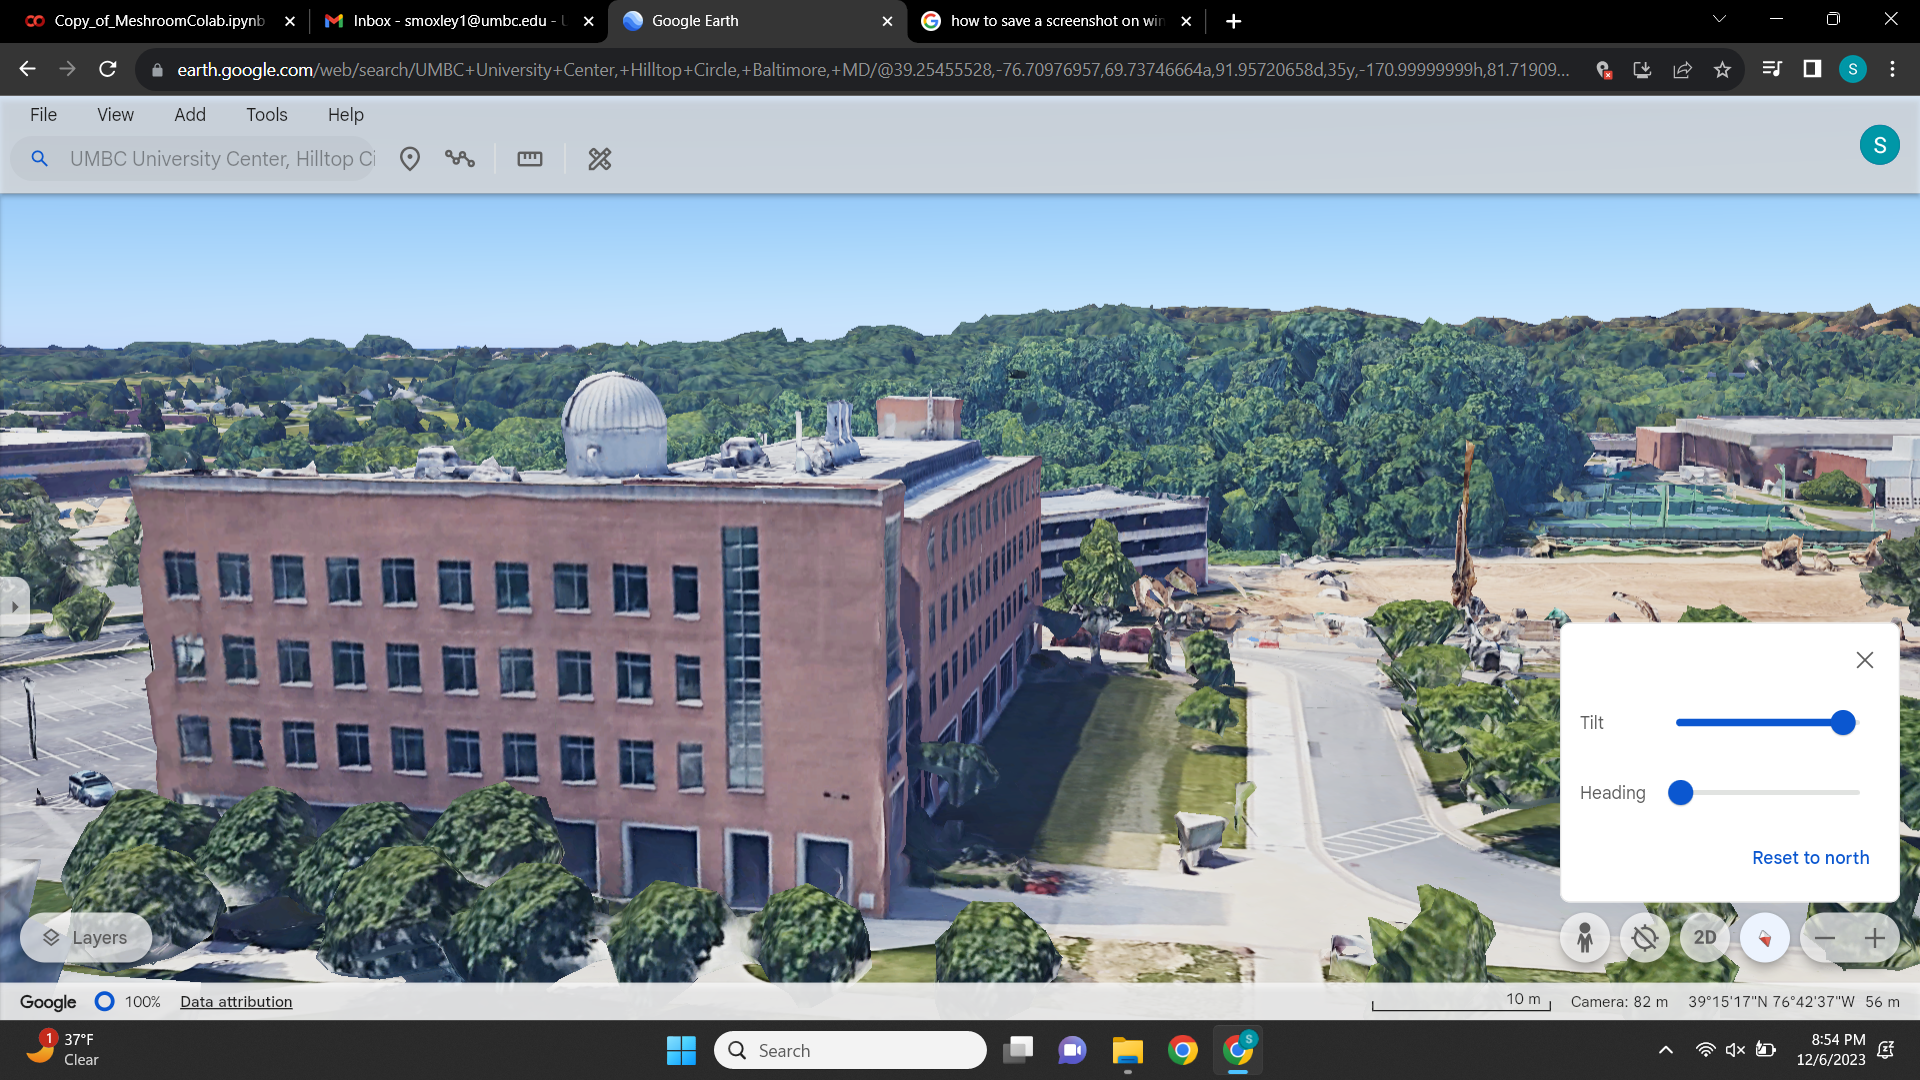 Copy_of_MeshroomColab.ipynb
Inbox - smoxley1@umbc.edu - U
Google Earth
how to save a screenshot on win
earth.google.com/web/search/UMBC+University+Center,+Hilltop+Circle,+Baltimore,+MD/@39.25455528,-76.70976957,69.73746664a,91.95720658d,35y,-170.99999999h,81.71909...
S
File View Add Tools Help
UMBC University Center, Hilltop Ci
S
Tilt
Heading
Reset to north
Layers
2D
Google 100% Data attribution
10 m Camera: 82 m 39°15'17"N 76°42'37"W 56 m
1
37°F
Clear
Search
S
8:54 PM
12/6/2023